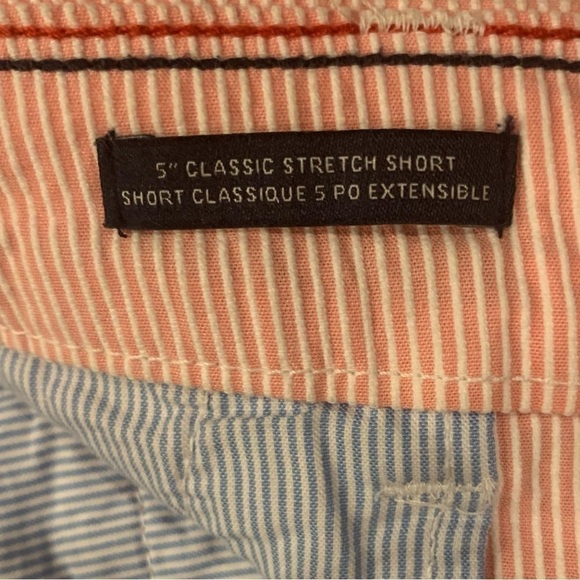 5" CLASSIC STRETCH SHORT
SHORT CLASSIQUE 5 PO EXTENSIBLE